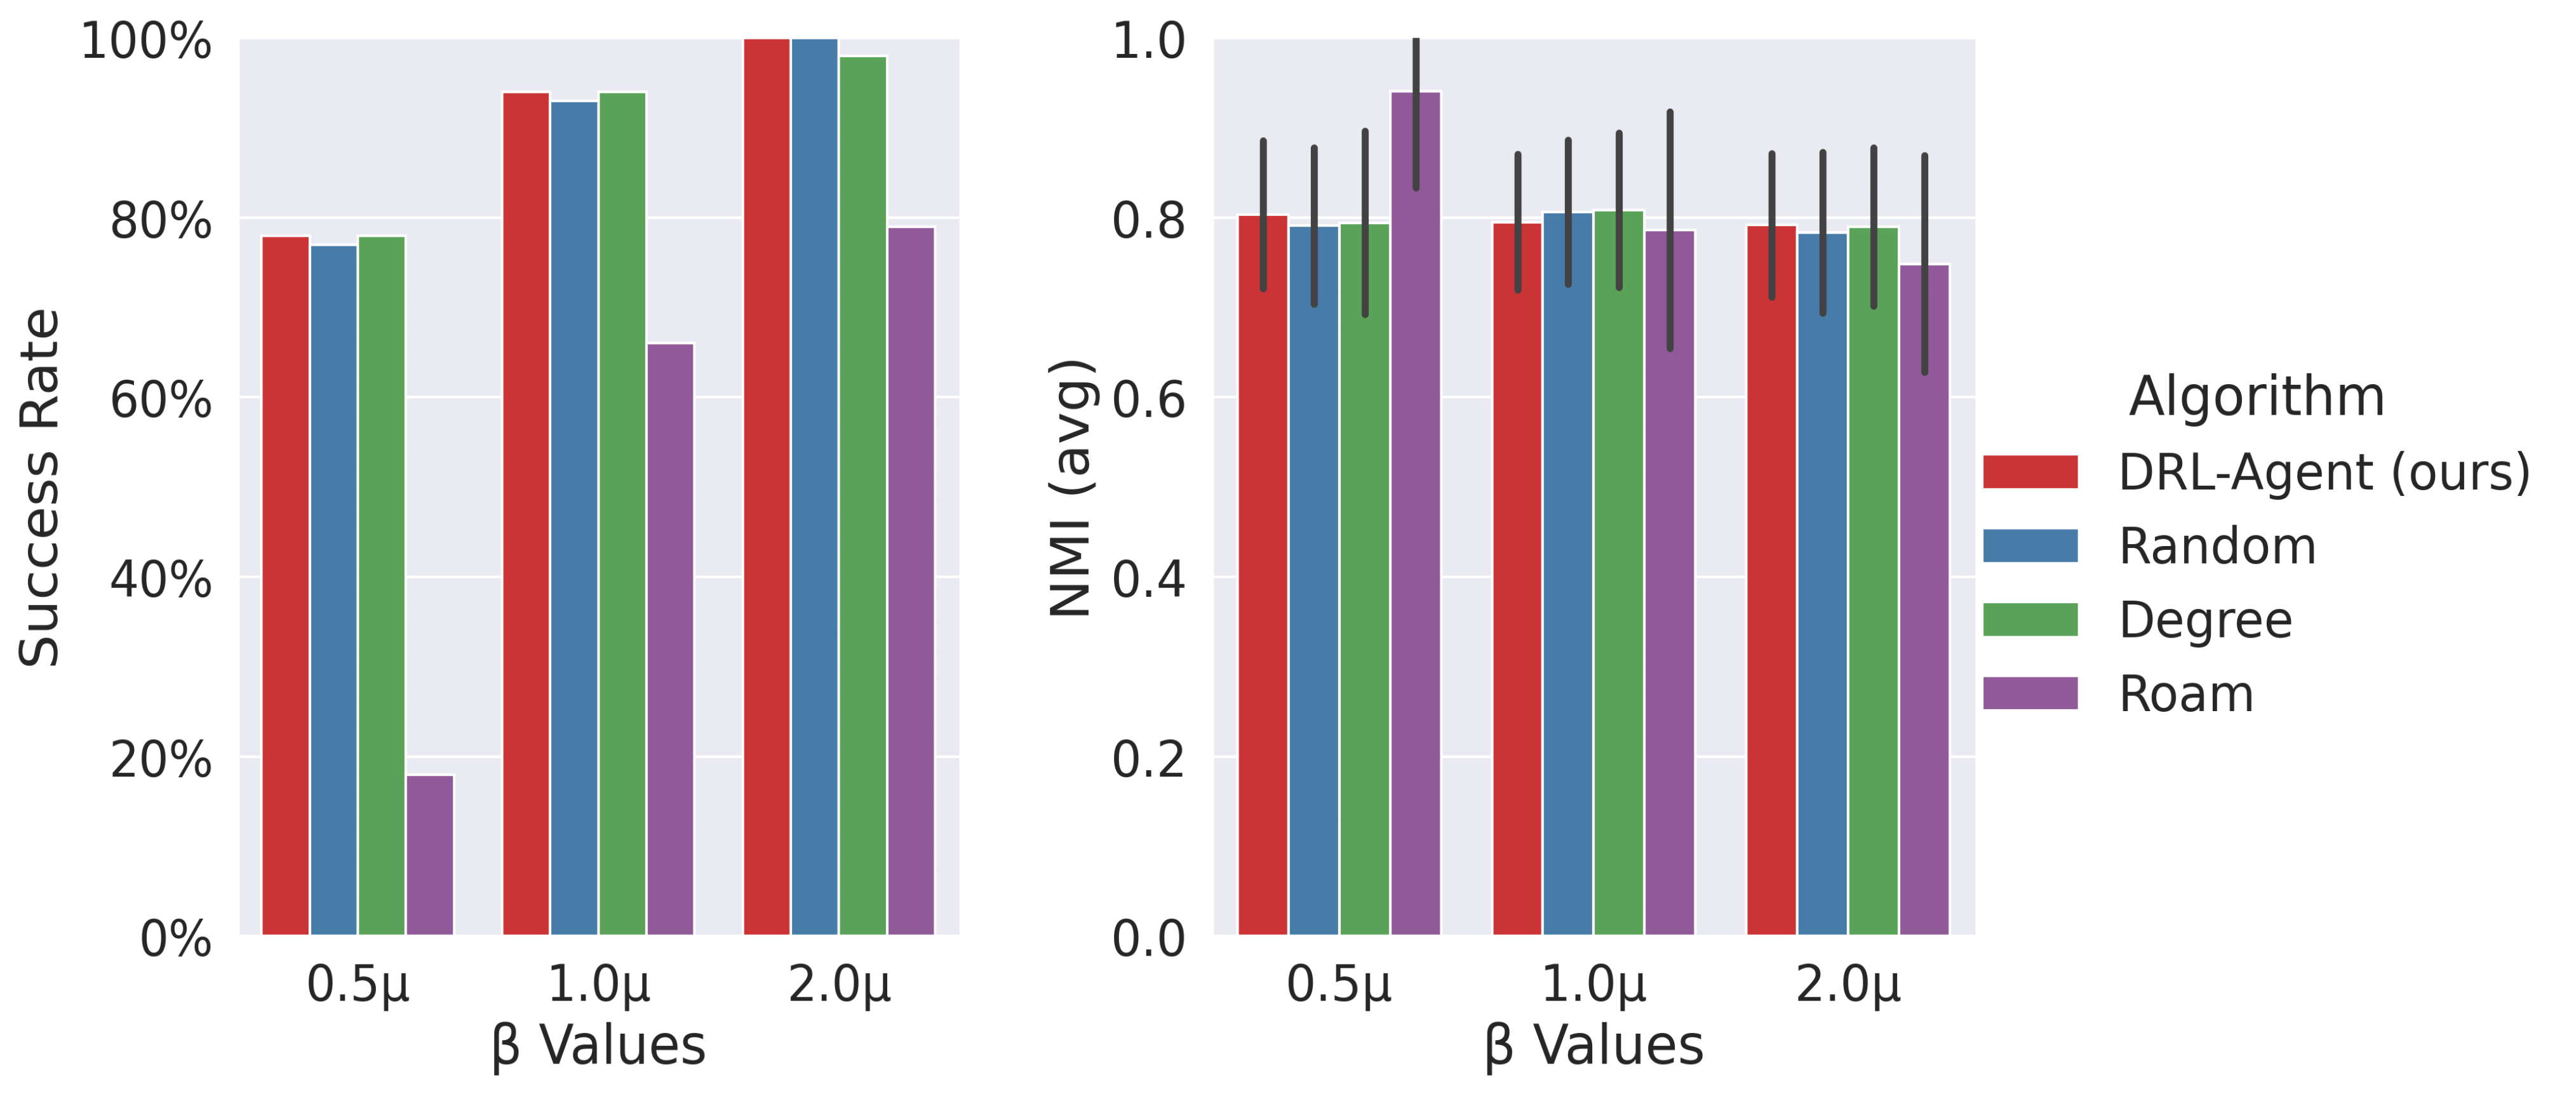 Success Rate
100%
80%
60%
40%
20%
0%
0.5μ 1.0μ 2.0μ
β Values
NMI (avg)
1.0
0.8
0.6
0.4
0.2
0.0
0.5μ 1.0μ 2.0μ
β Values
Algorithm
DRL-Agent (ours)
Random
Degree
Roam